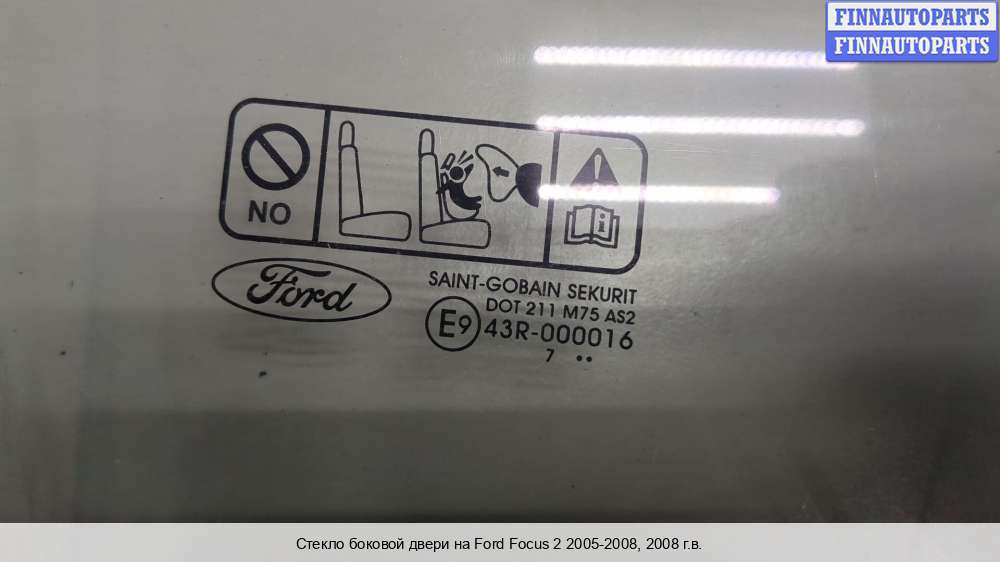 FINNAUTOPARTS
FINNAUTOPARTS
NO
Ford
SAINT-GOBAIN SEKURIT
DOT 211 M75 AS2
E9 43R-000016
7 ..
Стекло боковой двери на Ford Focus 2 2005-2008, 2008 г.в.